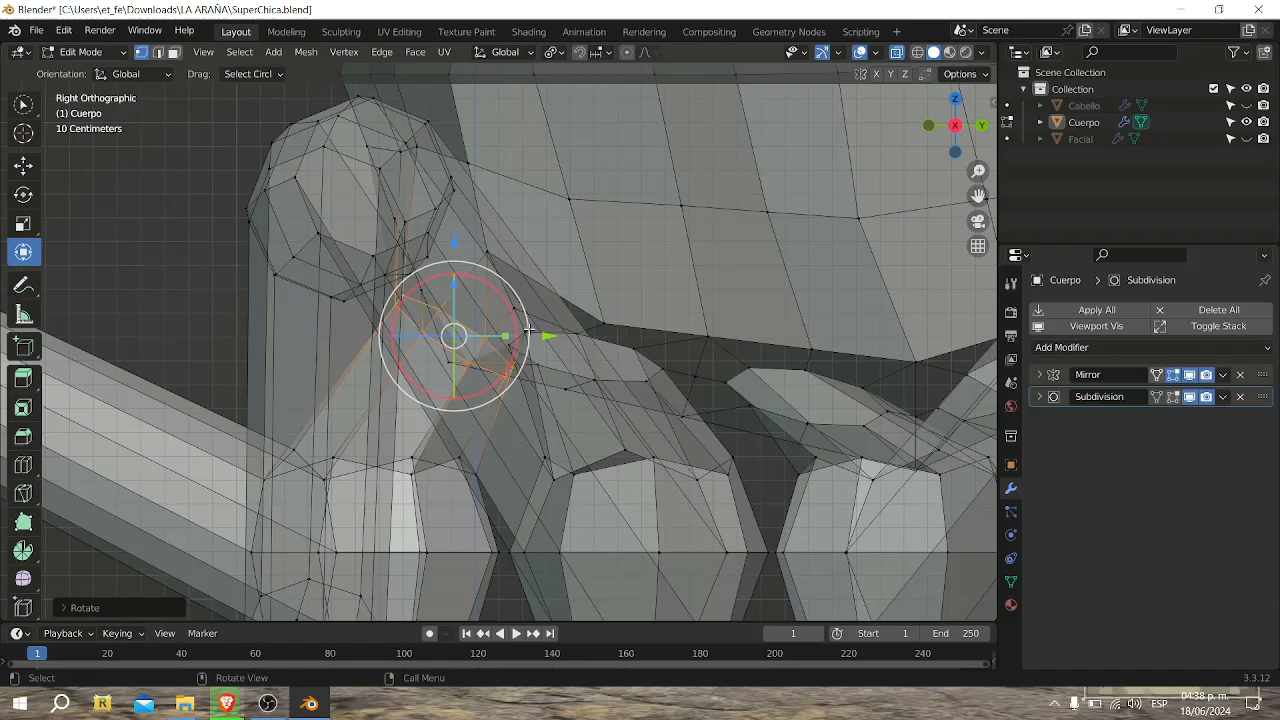 Blender* [C:\Users\et_fe\Downloads\LA ARAÑA\SuperChica.blend]
File Edit Render Window Help Layout Modeling Sculpting UV Editing Texture Paint Shading Animation Rendering Compositing Geometry Nodes Scripting + Scene ViewLayer
Edit Mode View Select Add Mesh Vertex Edge Face UV Global
Orientation: Global Drag: Select Circl X Y Z Options
Right Orthographic
(1) Cuerpo
10 Centimeters
Z
X
Y
Rotate
Scene Collection
Collection
Cabello
Cuerpo
Facial
Cuerpo Subdivision
Apply All Delete All
Viewport Vis Toggle Stack
Add Modifier
Mirror
Subdivision
Playback Keying View Marker 1 Start 1 End 250
1 20 40 60 80 100 120 140 160 180 200 220 240
Select Rotate View Call Menu 3.3.12
R ESP 04:38 p. m.
18/06/2024